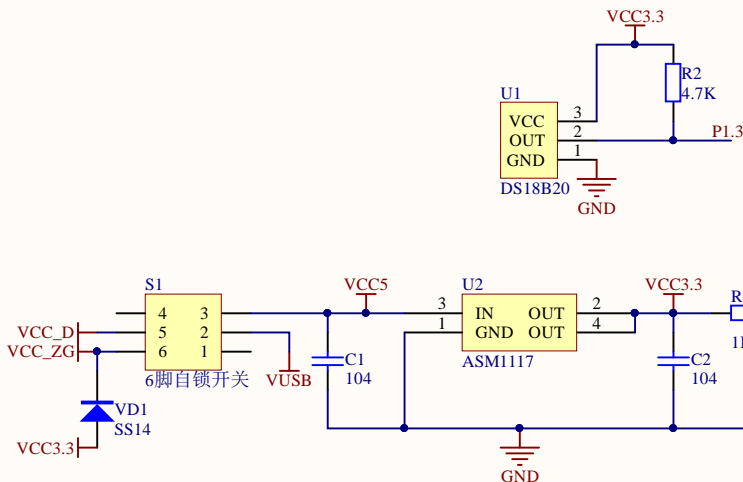 VCC3.3
R2
4.7K
U1
VCC 3
OUT 2
GND 1
P1.3
DS18B20
GND
S1
4 3
5 2
6 1
VCC_D
VCC_ZG
6脚自锁开关
VUSB
VD1
SS14
VCC3.3
VCC5
C1
104
U2
3 IN OUT 2
1 GND OUT 4
ASM1117
VCC3.3
C2
104
R
GND